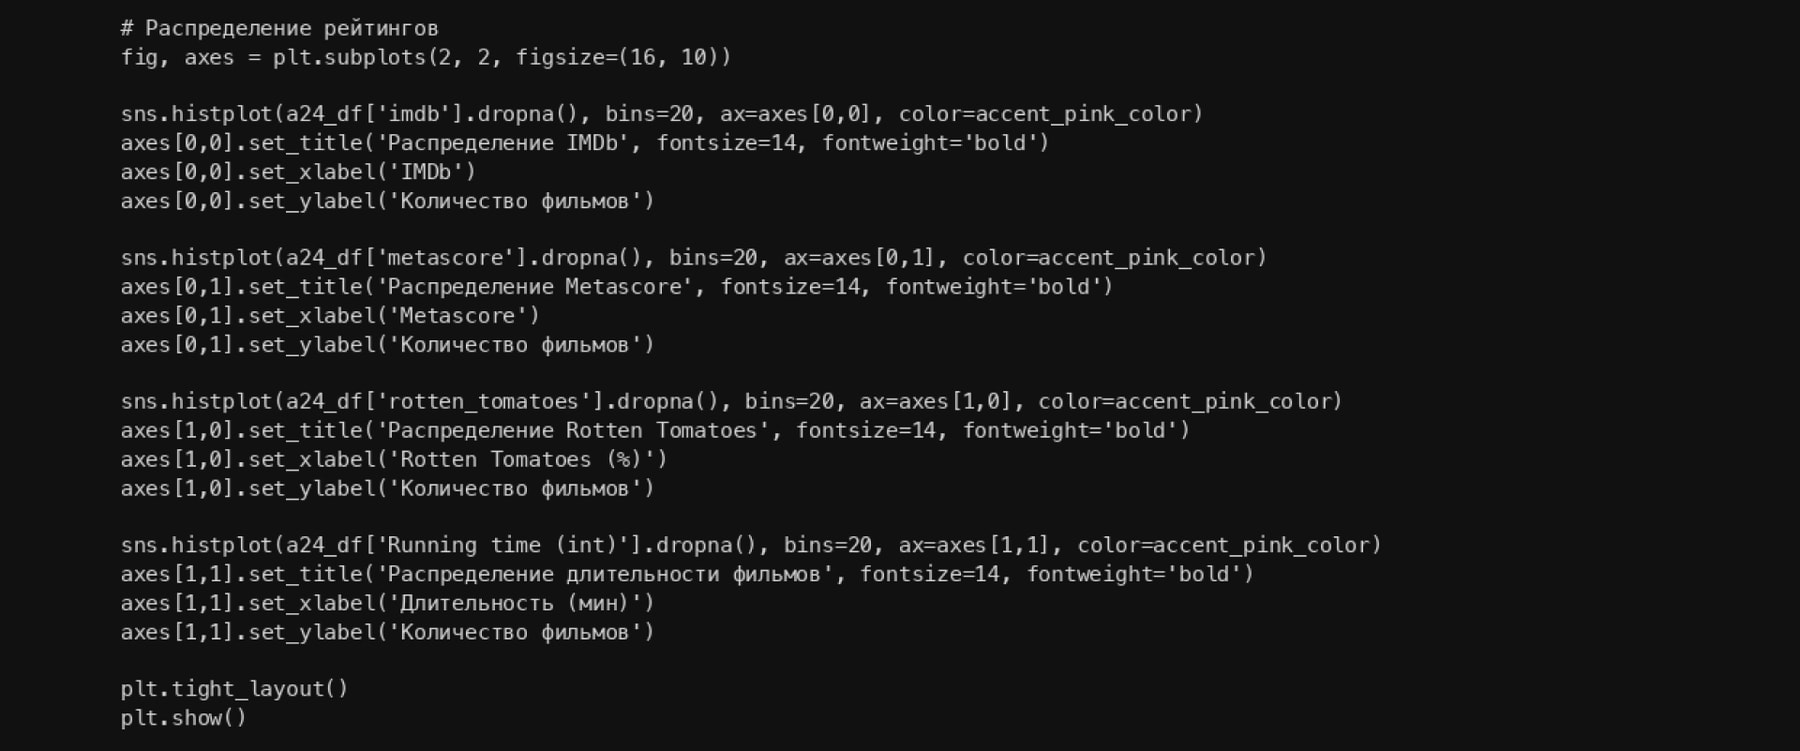 # Распределение рейтингов
fig, axes = plt.subplots(2, 2, figsize=(16, 10))
sns.histplot(a24_df['imdb'].dropna(), bins=20, ax=axes[0,0], color=accent_pink_color)
axes[0,0].set_title('Распределение IMDb', fontsize=14, fontweight='bold')
axes[0,0].set_xlabel('IMDb')
axes[0,0].set_ylabel('Количество фильмов')
sns.histplot(a24_df['metascore'].dropna(), bins=20, ax=axes[0,1], color=accent_pink_color)
axes[0,1].set_title('Распределение Metascore', fontsize=14, fontweight='bold')
axes[0,1].set_xlabel('Metascore')
axes[0,1].set_ylabel('Количество фильмов')
sns.histplot(a24_df['rotten_tomatoes'].dropna(), bins=20, ax=axes[1,0], color=accent_pink_color)
axes[1,0].set_title('Распределение Rotten Tomatoes', fontsize=14, fontweight='bold')
axes[1,0].set_xlabel('Rotten Tomatoes (%)')
axes[1,0].set_ylabel('Количество фильмов')
sns.histplot(a24_df['Running time (int)'].dropna(), bins=20, ax=axes[1,1], color=accent_pink_color)
axes[1,1].set_title('Распределение длительности фильмов', fontsize=14, fontweight='bold')
axes[1,1].set_xlabel('Длительность (мин)')
axes[1,1].set_ylabel('Количество фильмов')
plt.tight_layout()
plt.show()